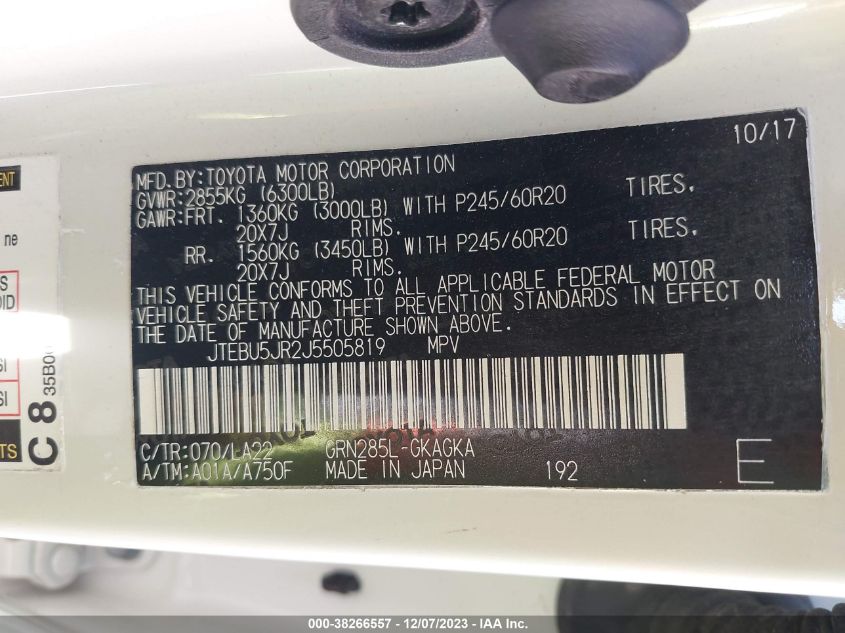 10/17
MFD.BY:TOYOTA MOTOR CORPORATION
GVWR:2855KG (6300LB)
GAWR:FRT. 1360KG (3000LB) WITH P245/60R20 TIRES.
20X7J RIMS.
RR. 1560KG (3450LB) WITH P245/60R20 TIRES.
20X7J RIMS.
THIS VEHICLE CONFORMS TO ALL APPLICABLE FEDERAL MOTOR
VEHICLE SAFETY AND THEFT PREVENTION STANDARDS IN EFFECT ON
THE DATE OF MANUFACTURE SHOWN ABOVE.
JTEBU5JR2J5505819 MPV
C/TR:070/LA22 GRN285L-GKAGKA
A/TM:A01A/A750F MADE IN JAPAN 192 E
ne
C 8
000-38266557 - 12/07/2023 - IAA Inc.